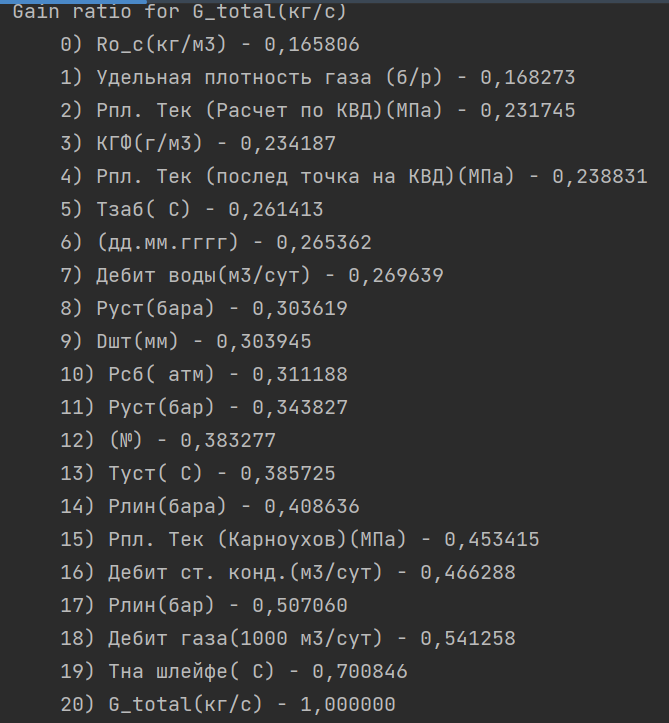 Gain ratio for G_total(кг/с)
0) Ro_c(кг/м3) - 0,165806
1) Удельная плотность газа (б/р) - 0,168273
2) Рпл. Тек (Расчет по КВД)(МПа) - 0,231745
3) КГФ(г/м3) - 0,234187
4) Рпл. Тек (послед точка на КВД)(МПа) - 0,238831
5) Тзаб( С) - 0,261413
6) (дд.мм.гггг) - 0,265362
7) Дебит воды(м3/сут) - 0,269639
8) Руст(бара) - 0,303619
9) Dшт(мм) - 0,303945
10) Рсб( атм) - 0,311188
11) Руст(бар) - 0,343827
12) (№) - 0,383277
13) Туст( С) - 0,385725
14) Рлин(бара) - 0,408636
15) Рпл. Тек (Карноухов)(МПа) - 0,453415
16) Дебит ст. конд.(м3/сут) - 0,466288
17) Рлин(бар) - 0,507060
18) Дебит газа(1000 м3/сут) - 0,541258
19) Тна шлейфе( С) - 0,700846
20) G_total(кг/с) - 1,000000